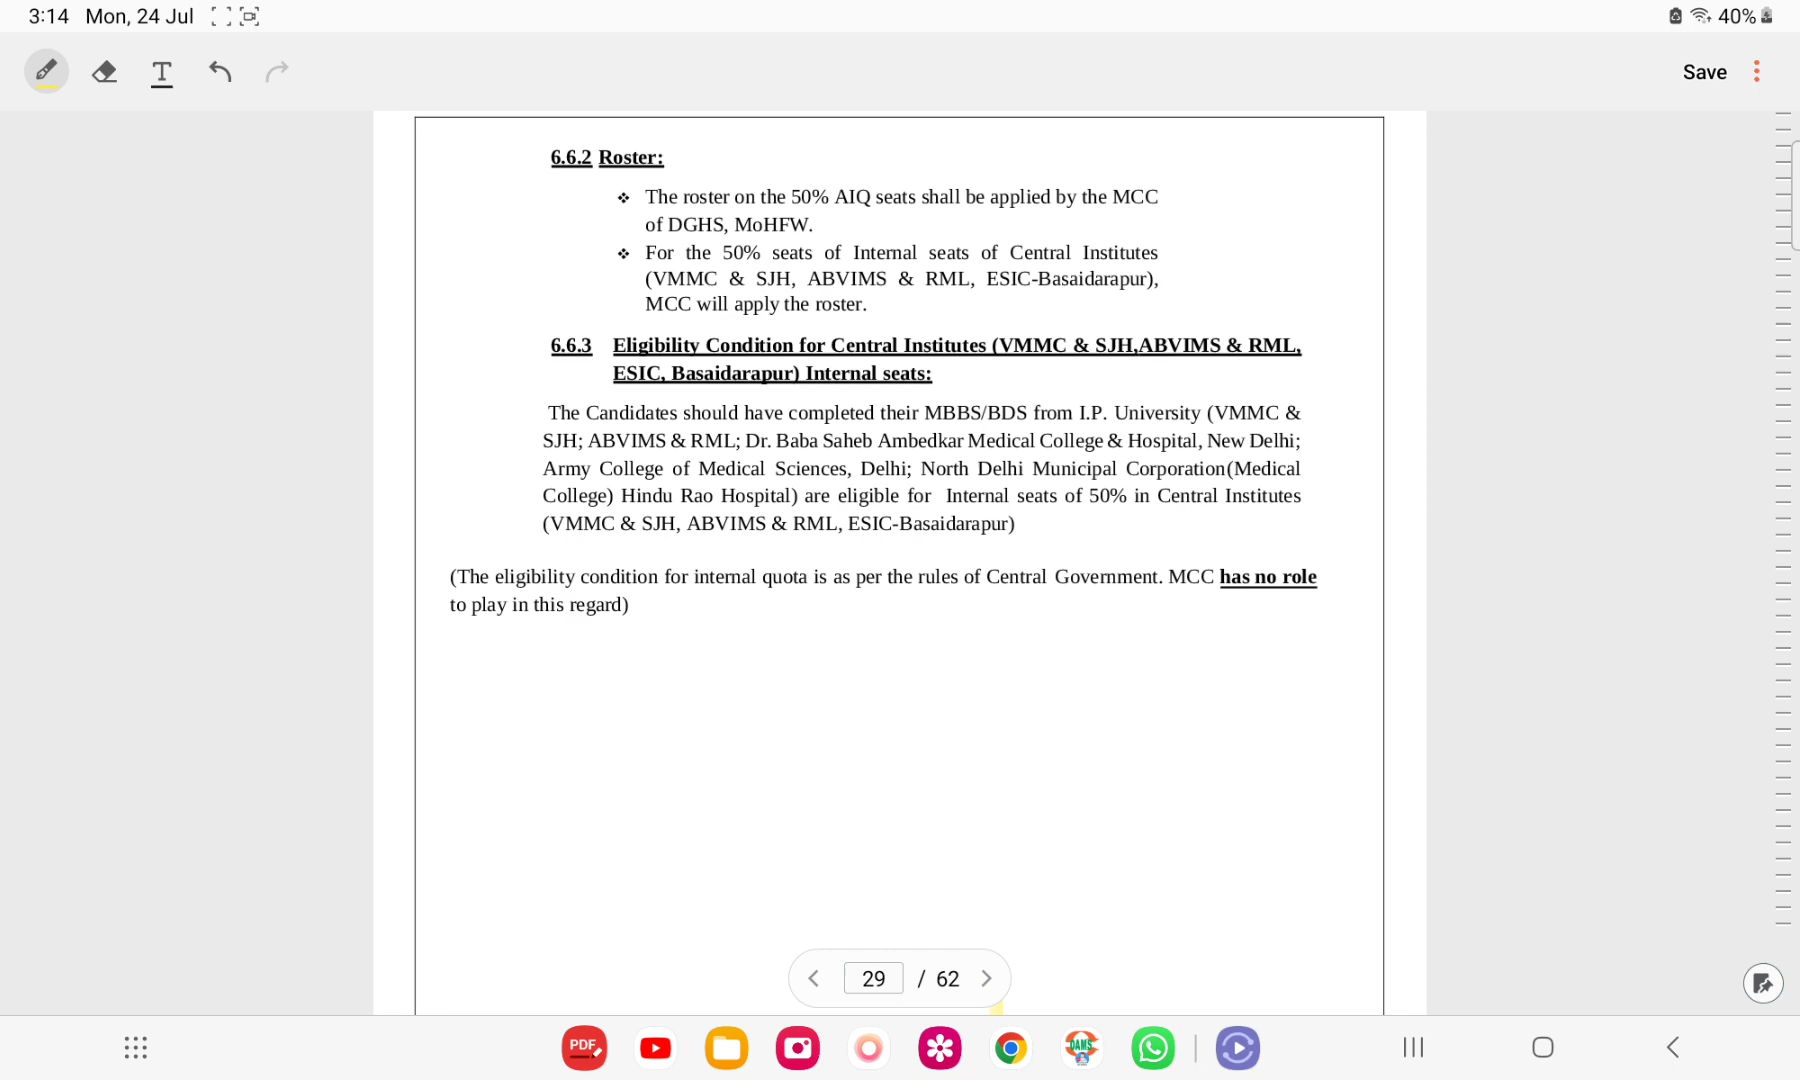 3:14 Mon, 24 Jul
40%
T
Save
6.6.2 Roster:
❖ The roster on the 50% AIQ seats shall be applied by the MCC
of DGHS, MoHFW.
❖ For the 50% seats of Internal seats of Central Institutes
(VMMC & SJH, ABVIMS & RML, ESIC-Basaidarapur),
MCC will apply the roster.
6.6.3 Eligibility Condition for Central Institutes (VMMC & SJH,ABVIMS & RML,
ESIC, Basaidarapur) Internal seats:
The Candidates should have completed their MBBS/BDS from I.P. University (VMMC &
SJH; ABVIMS & RML; Dr. Baba Saheb Ambedkar Medical College & Hospital, New Delhi;
Army College of Medical Sciences, Delhi; North Delhi Municipal Corporation(Medical
College) Hindu Rao Hospital) are eligible for Internal seats of 50% in Central Institutes
(VMMC & SJH, ABVIMS & RML, ESIC-Basaidarapur)
(The eligibility condition for internal quota is as per the rules of Central Government. MCC has no role
to play in this regard)
29 / 62
PDF
DAMS